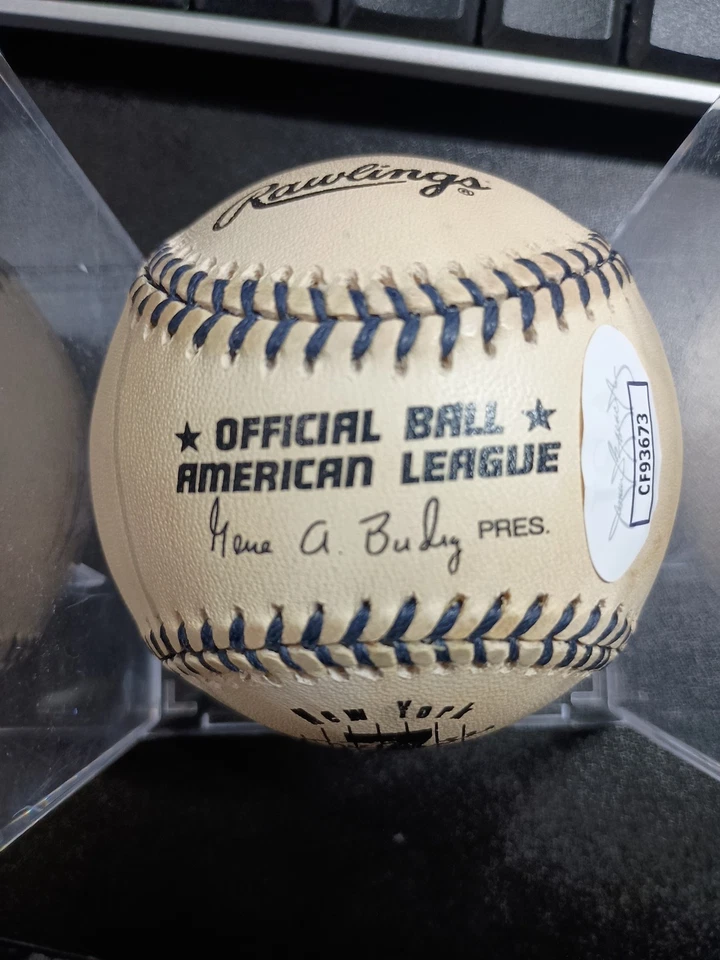 Rawlings®
★ OFFICIAL BALL ★
AMERICAN LEAGUE
Gene A. Budig PRES.
CF93673
New York